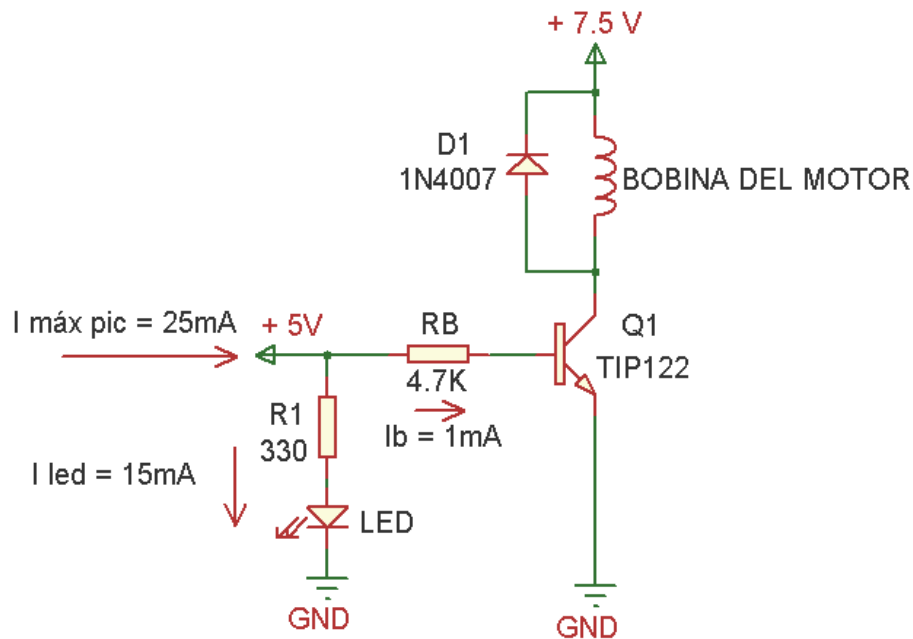 + 7.5 V
D1
1N4007
BOBINA DEL MOTOR
I máx pic = 25mA
+ 5V
RB
4.7K
Ib = 1mA
Q1
TIP122
R1
330
I led = 15mA
LED
GND
GND